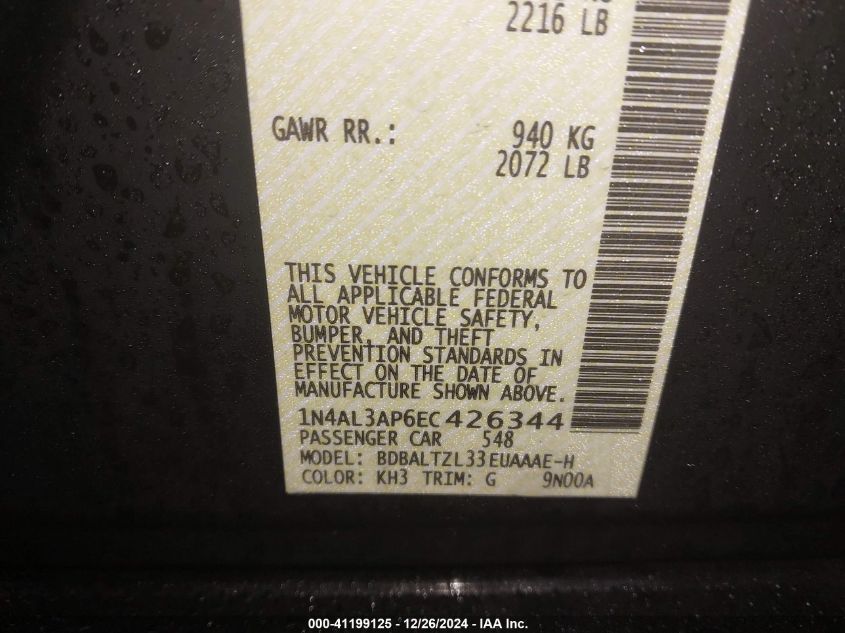 2216 LB
GAWR RR.: 940 KG
2072 LB
THIS VEHICLE CONFORMS TO
ALL APPLICABLE FEDERAL
MOTOR VEHICLE SAFETY,
BUMPER, AND THEFT
PREVENTION STANDARDS IN
EFFECT ON THE DATE OF
MANUFACTURE SHOWN ABOVE.
1N4AL3AP6EC426344
PASSENGER CAR 548
MODEL: BDBALTZL33EUAAAE-H
COLOR: KH3 TRIM: G 9N00A
000-41199125 - 12/26/2024 - IAA Inc.